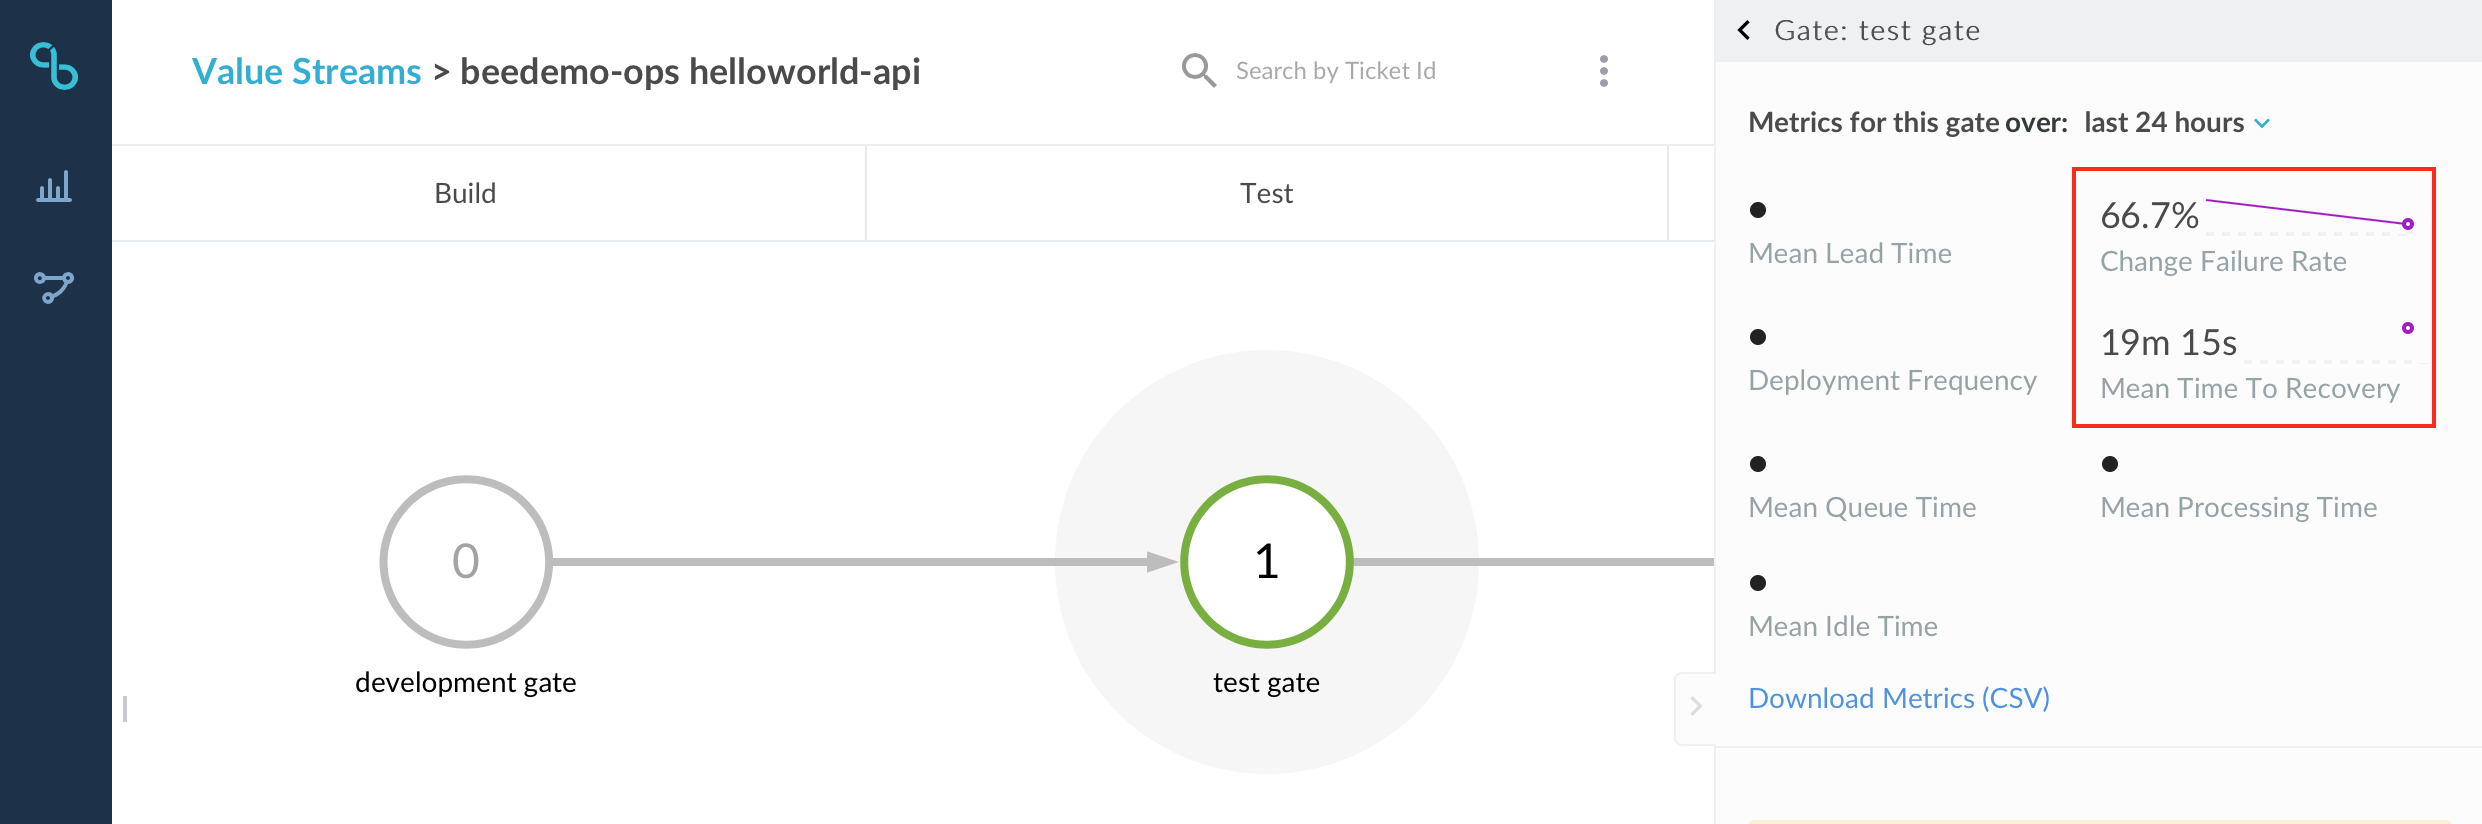 Value Streams > beedemo-ops helloworld-api
Search by Ticket Id
Build
Test
0
development gate
1
test gate
Gate: test gate
Metrics for this gate over: last 24 hours
Mean Lead Time
66.7%
Change Failure Rate
Deployment Frequency
19m 15s
Mean Time To Recovery
Mean Queue Time
Mean Processing Time
Mean Idle Time
Download Metrics (CSV)